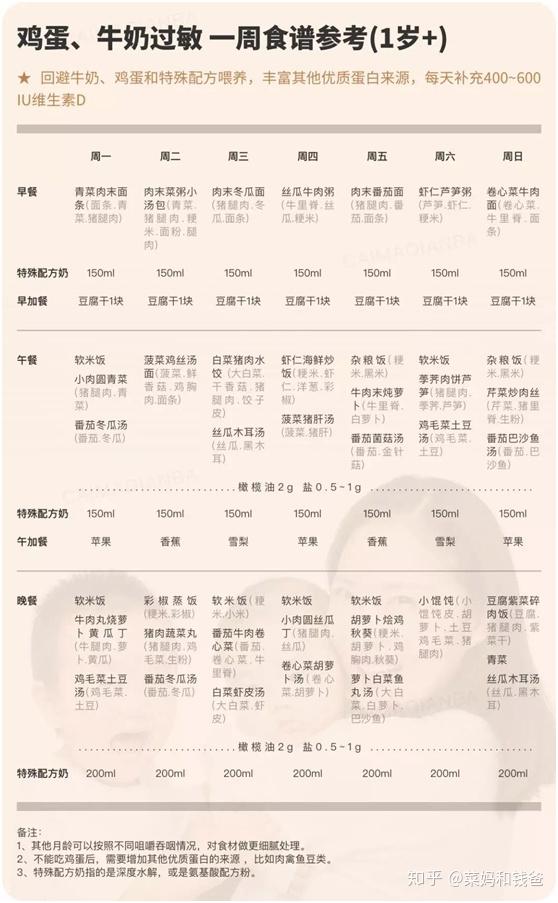 鸡蛋、牛奶过敏 一周食谱参考(1岁+)
★ 回避牛奶、鸡蛋和特殊配方喂养，丰富其他优质蛋白来源，每天补充400~600
IU维生素D
周一 周二 周三 周四 周五 周六 周日
早餐
青菜肉末面
条(面条.青
菜.猪腿肉)
肉末菜粥小
汤包(青菜.
猪腿肉.粳
米.面粉.腿
肉)
肉末冬瓜面
(猪腿肉.冬
瓜.面条)
丝瓜牛肉粥
(牛里脊.丝
瓜.粳米)
肉末番茄面
(猪腿肉.番
茄.面条)
虾仁芦笋粥
(芦笋.虾仁.
粳米)
卷心菜牛肉
面(卷心菜.
牛里脊.面
条)
特殊配方奶 150ml 150ml 150ml 150ml 150ml 150ml 150ml
早加餐 豆腐干1块 豆腐干1块 豆腐干1块 豆腐干1块 豆腐干1块 豆腐干1块 豆腐干1块
午餐
软米饭
小肉圆青菜
(猪腿肉.青
菜)
番茄冬瓜汤
(番茄.冬瓜)
菠菜鸡丝汤
面(菠菜.鲜
香菇.鸡胸
肉.面条)
白菜猪肉水
饺(大白菜.
干香菇.猪
腿肉.饺子
皮)
丝瓜木耳汤
(丝瓜.黑木
耳)
虾仁海鲜炒
饭(粳米.虾
仁.洋葱.彩
椒)
菠菜猪肝汤
(菠菜.猪肝)
杂粮饭(粳
米.黑米)
牛肉末炖萝
卜(牛里脊.
白萝卜)
番茄菌菇汤
(番茄.金针
菇)
软米饭
荠荠肉饼芦
笋(猪腿肉.
荠荠.芦笋)
鸡毛菜土豆
汤(鸡毛菜.
土豆)
杂粮饭(粳
米.黑米)
芹菜炒肉丝
(芹菜.猪里
脊.生粉)
番茄巴沙鱼
汤(番茄.巴
沙鱼)
橄榄油2g 盐0.5~1g
特殊配方奶 150ml 150ml 150ml 150ml 150ml 150ml 150ml
午加餐 苹果 香蕉 雪梨 苹果 香蕉 雪梨 苹果
晚餐
软米饭
牛肉丸烧萝
卜黄瓜丁
(牛腿肉.萝
卜.黄瓜)
鸡毛菜土豆
汤(鸡毛菜.
土豆)
彩椒蒸饭
(粳米.彩椒)
猪肉蔬菜丸
(猪腿肉.鸡
毛菜.生粉)
番茄冬瓜汤
(番茄.冬瓜)
软米饭(粳
米.小米)
番茄牛肉卷
心菜(番茄.
卷心菜.牛
里脊)
白菜虾皮汤
(大白菜.虾
皮)
软米饭
小肉圆丝瓜
丁(猪腿肉.
丝瓜)
卷心菜胡萝
卜汤(卷心
菜.胡萝卜)
软米饭
胡萝卜烩鸡
秋葵(粳米.
胡萝卜.鸡
胸肉.秋葵)
萝卜白菜鱼
丸汤(大白
菜.白萝卜.
巴沙鱼)
小馄饨(小
馄饨皮.胡
萝卜.土豆
鸡毛菜.猪
腿肉)
豆腐紫菜碎
肉饭(豆腐.
猪腿肉.紫
菜干)
青菜
丝瓜木耳汤
(丝瓜.黑木
耳)
橄榄油2g 盐0.5~1g
特殊配方奶 200ml 200ml 200ml 200ml 200ml 200ml 200ml
备注：
1、其他月龄可以按照不同咀嚼吞咽情况，对食材做更细腻处理。
2、不能吃鸡蛋后，需要增加其他优质蛋白的来源，比如肉禽鱼豆类。
3、特殊配方奶指的是深度水解，或是氨基酸配方粉。
知乎 @菜妈和钱爸